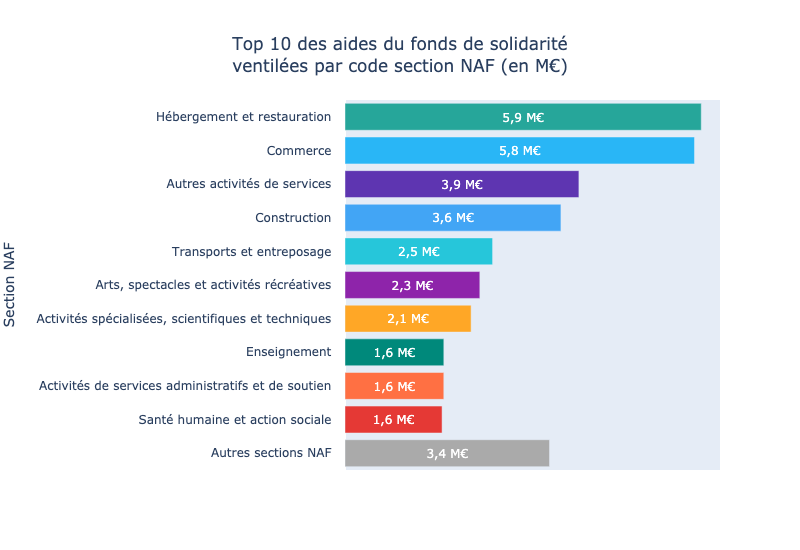 Top 10 des aides du fonds de solidarité
ventilées par code section NAF (en M€)
Section NAF
Hébergement et restauration 5,9 M€
Commerce 5,8 M€
Autres activités de services 3,9 M€
Construction 3,6 M€
Transports et entreposage 2,5 M€
Arts, spectacles et activités récréatives 2,3 M€
Activités spécialisées, scientifiques et techniques 2,1 M€
Enseignement 1,6 M€
Activités de services administratifs et de soutien 1,6 M€
Santé humaine et action sociale 1,6 M€
Autres sections NAF 3,4 M€